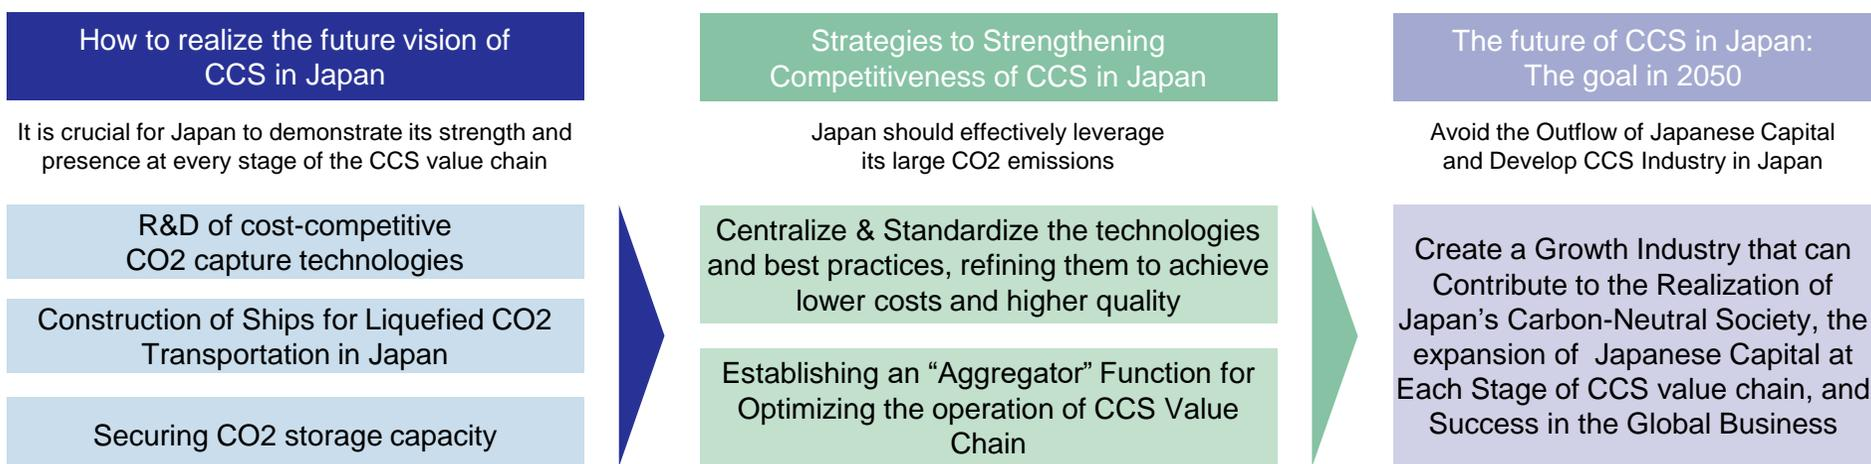 How to realize the future vision of
CCS in Japan
It is crucial for Japan to demonstrate its strength and
presence at every stage of the CCS value chain
R&D of cost-competitive
CO2 capture technologies
Construction of Ships for Liquefied CO2
Transportation in Japan
Securing CO2 storage capacity
Strategies to Strengthening
Competitiveness of CCS in Japan
Japan should effectively leverage
its large CO2 emissions
Centralize & Standardize the technologies
and best practices, refining them to achieve
lower costs and higher quality
Establishing an “Aggregator” Function for
Optimizing the operation of CCS Value
Chain
The future of CCS in Japan:
The goal in 2050
Avoid the Outflow of Japanese Capital
and Develop CCS Industry in Japan
Create a Growth Industry that can
Contribute to the Realization of
Japan’s Carbon-Neutral Society, the
expansion of  Japanese Capital at
Each Stage of CCS value chain, and
Success in the Global Business